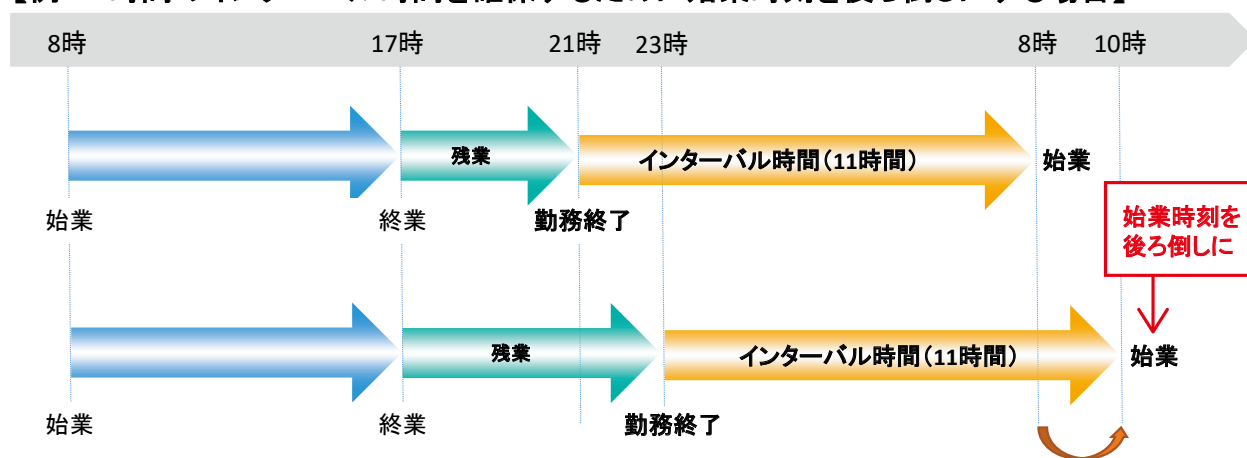 8時 17時 21時 23時 8時 10時
残業 インターバル時間(11時間) 始業
始業 終業 勤務終了
始業時刻を
後ろ倒しに
残業 インターバル時間(11時間) 始業
始業 終業 勤務終了